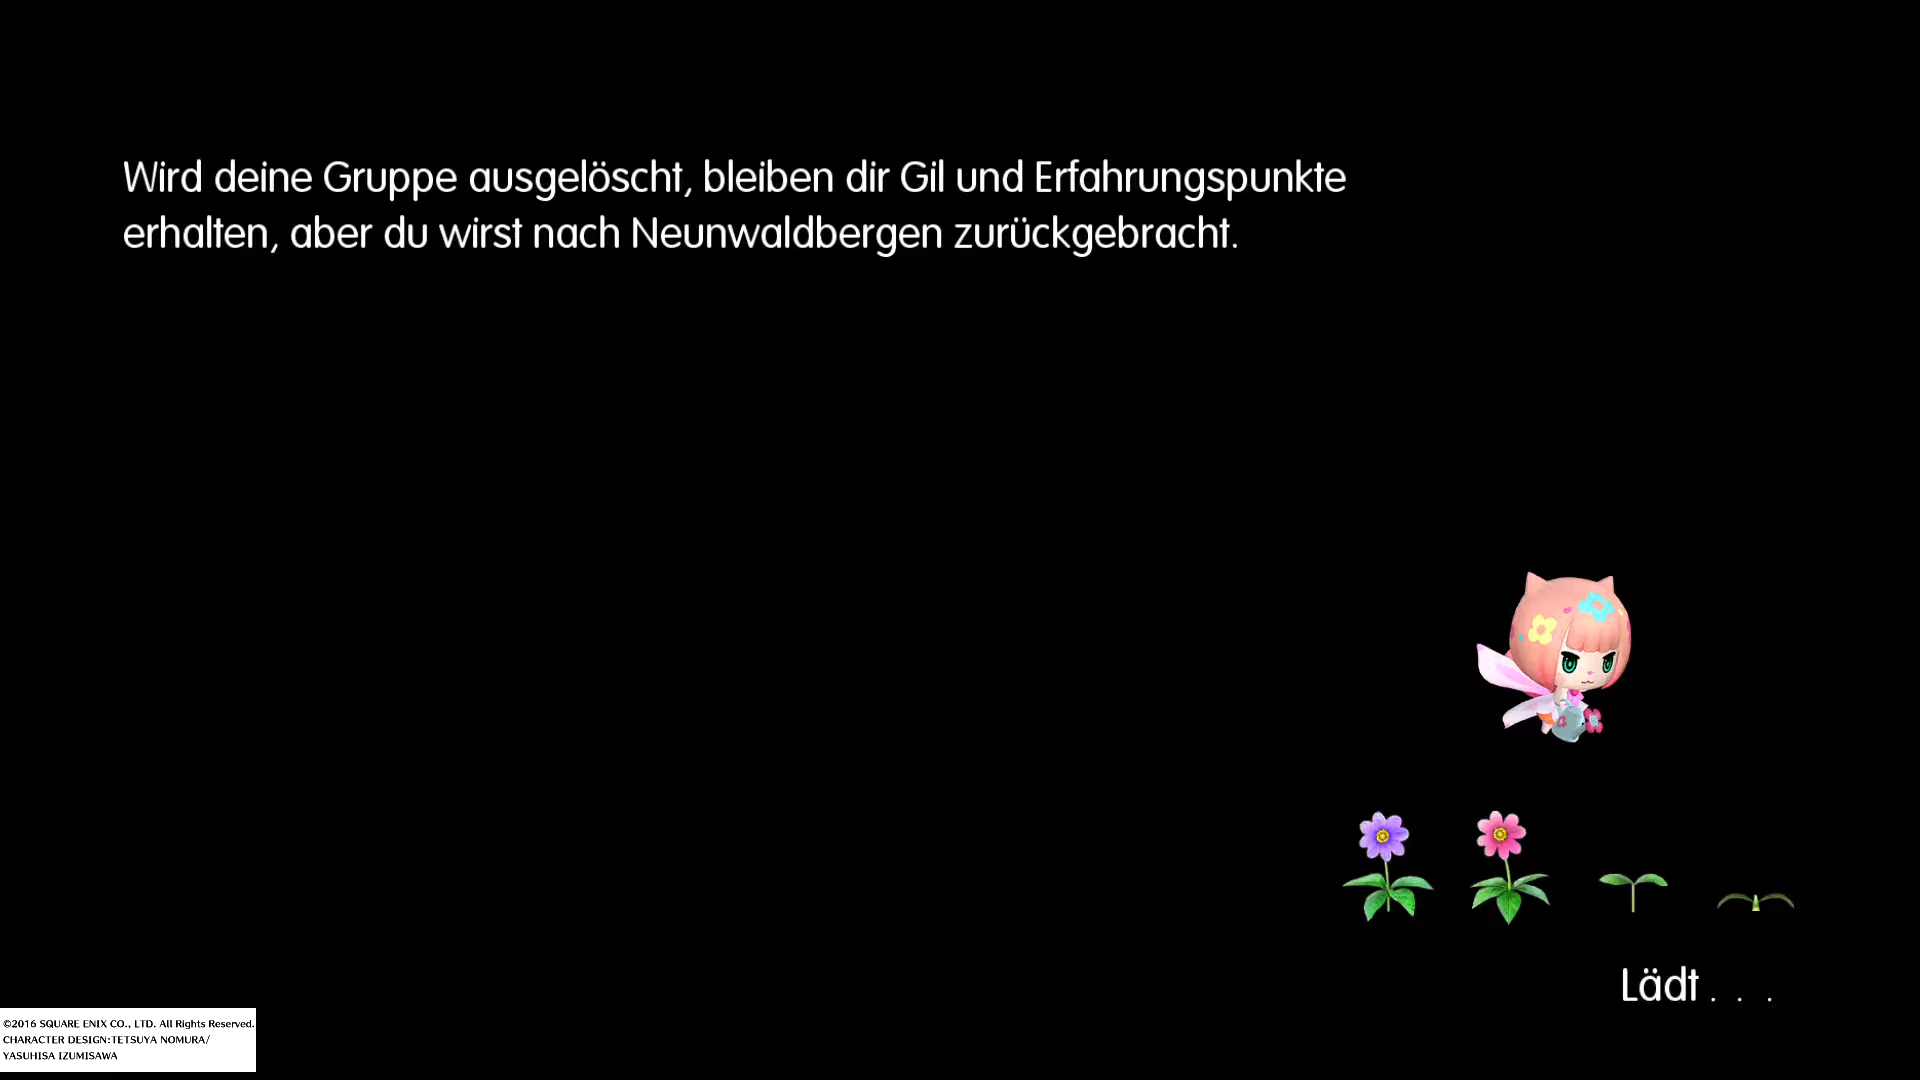 Wird deine Gruppe ausgelöscht, bleiben dir Gil und Erfahrungspunkte
erhalten, aber du wirst nach Neunwaldbergen zurückgebracht.
Lädt . . .
©2016 SQUARE ENIX CO., LTD. All Rights Reserved.
CHARACTER DESIGN:TETSUYA NOMURA/
YASUHISA IZUMISAWA